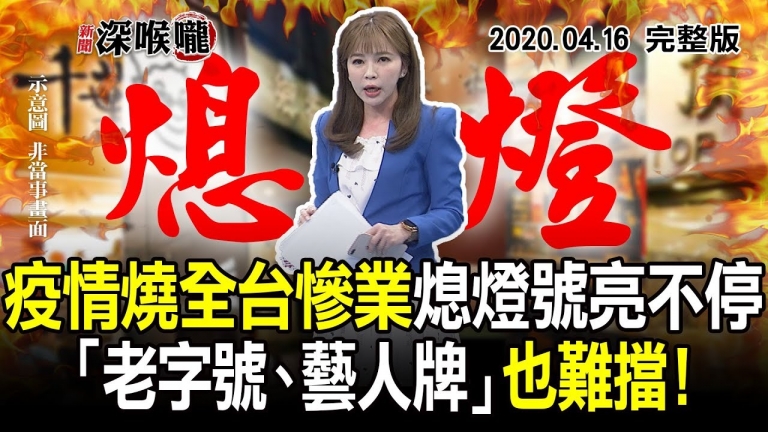 新聞深喉嚨
2020.04.16 完整版
示意圖 非當事畫面
熄燈
疫情燒全台慘業熄燈號亮不停
「老字號、藝人牌」也難擋!